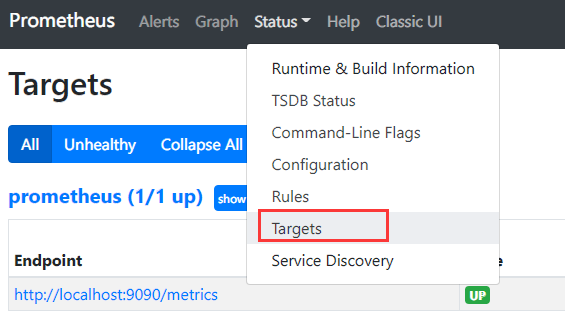 Prometheus Alerts Graph Status Help Classic UI
Targets
All Unhealthy Collapse All
prometheus (1/1 up) show
Endpoint
http://localhost:9090/metrics UP
Runtime & Build Information
TSDB Status
Command-Line Flags
Configuration
Rules
Targets
Service Discovery